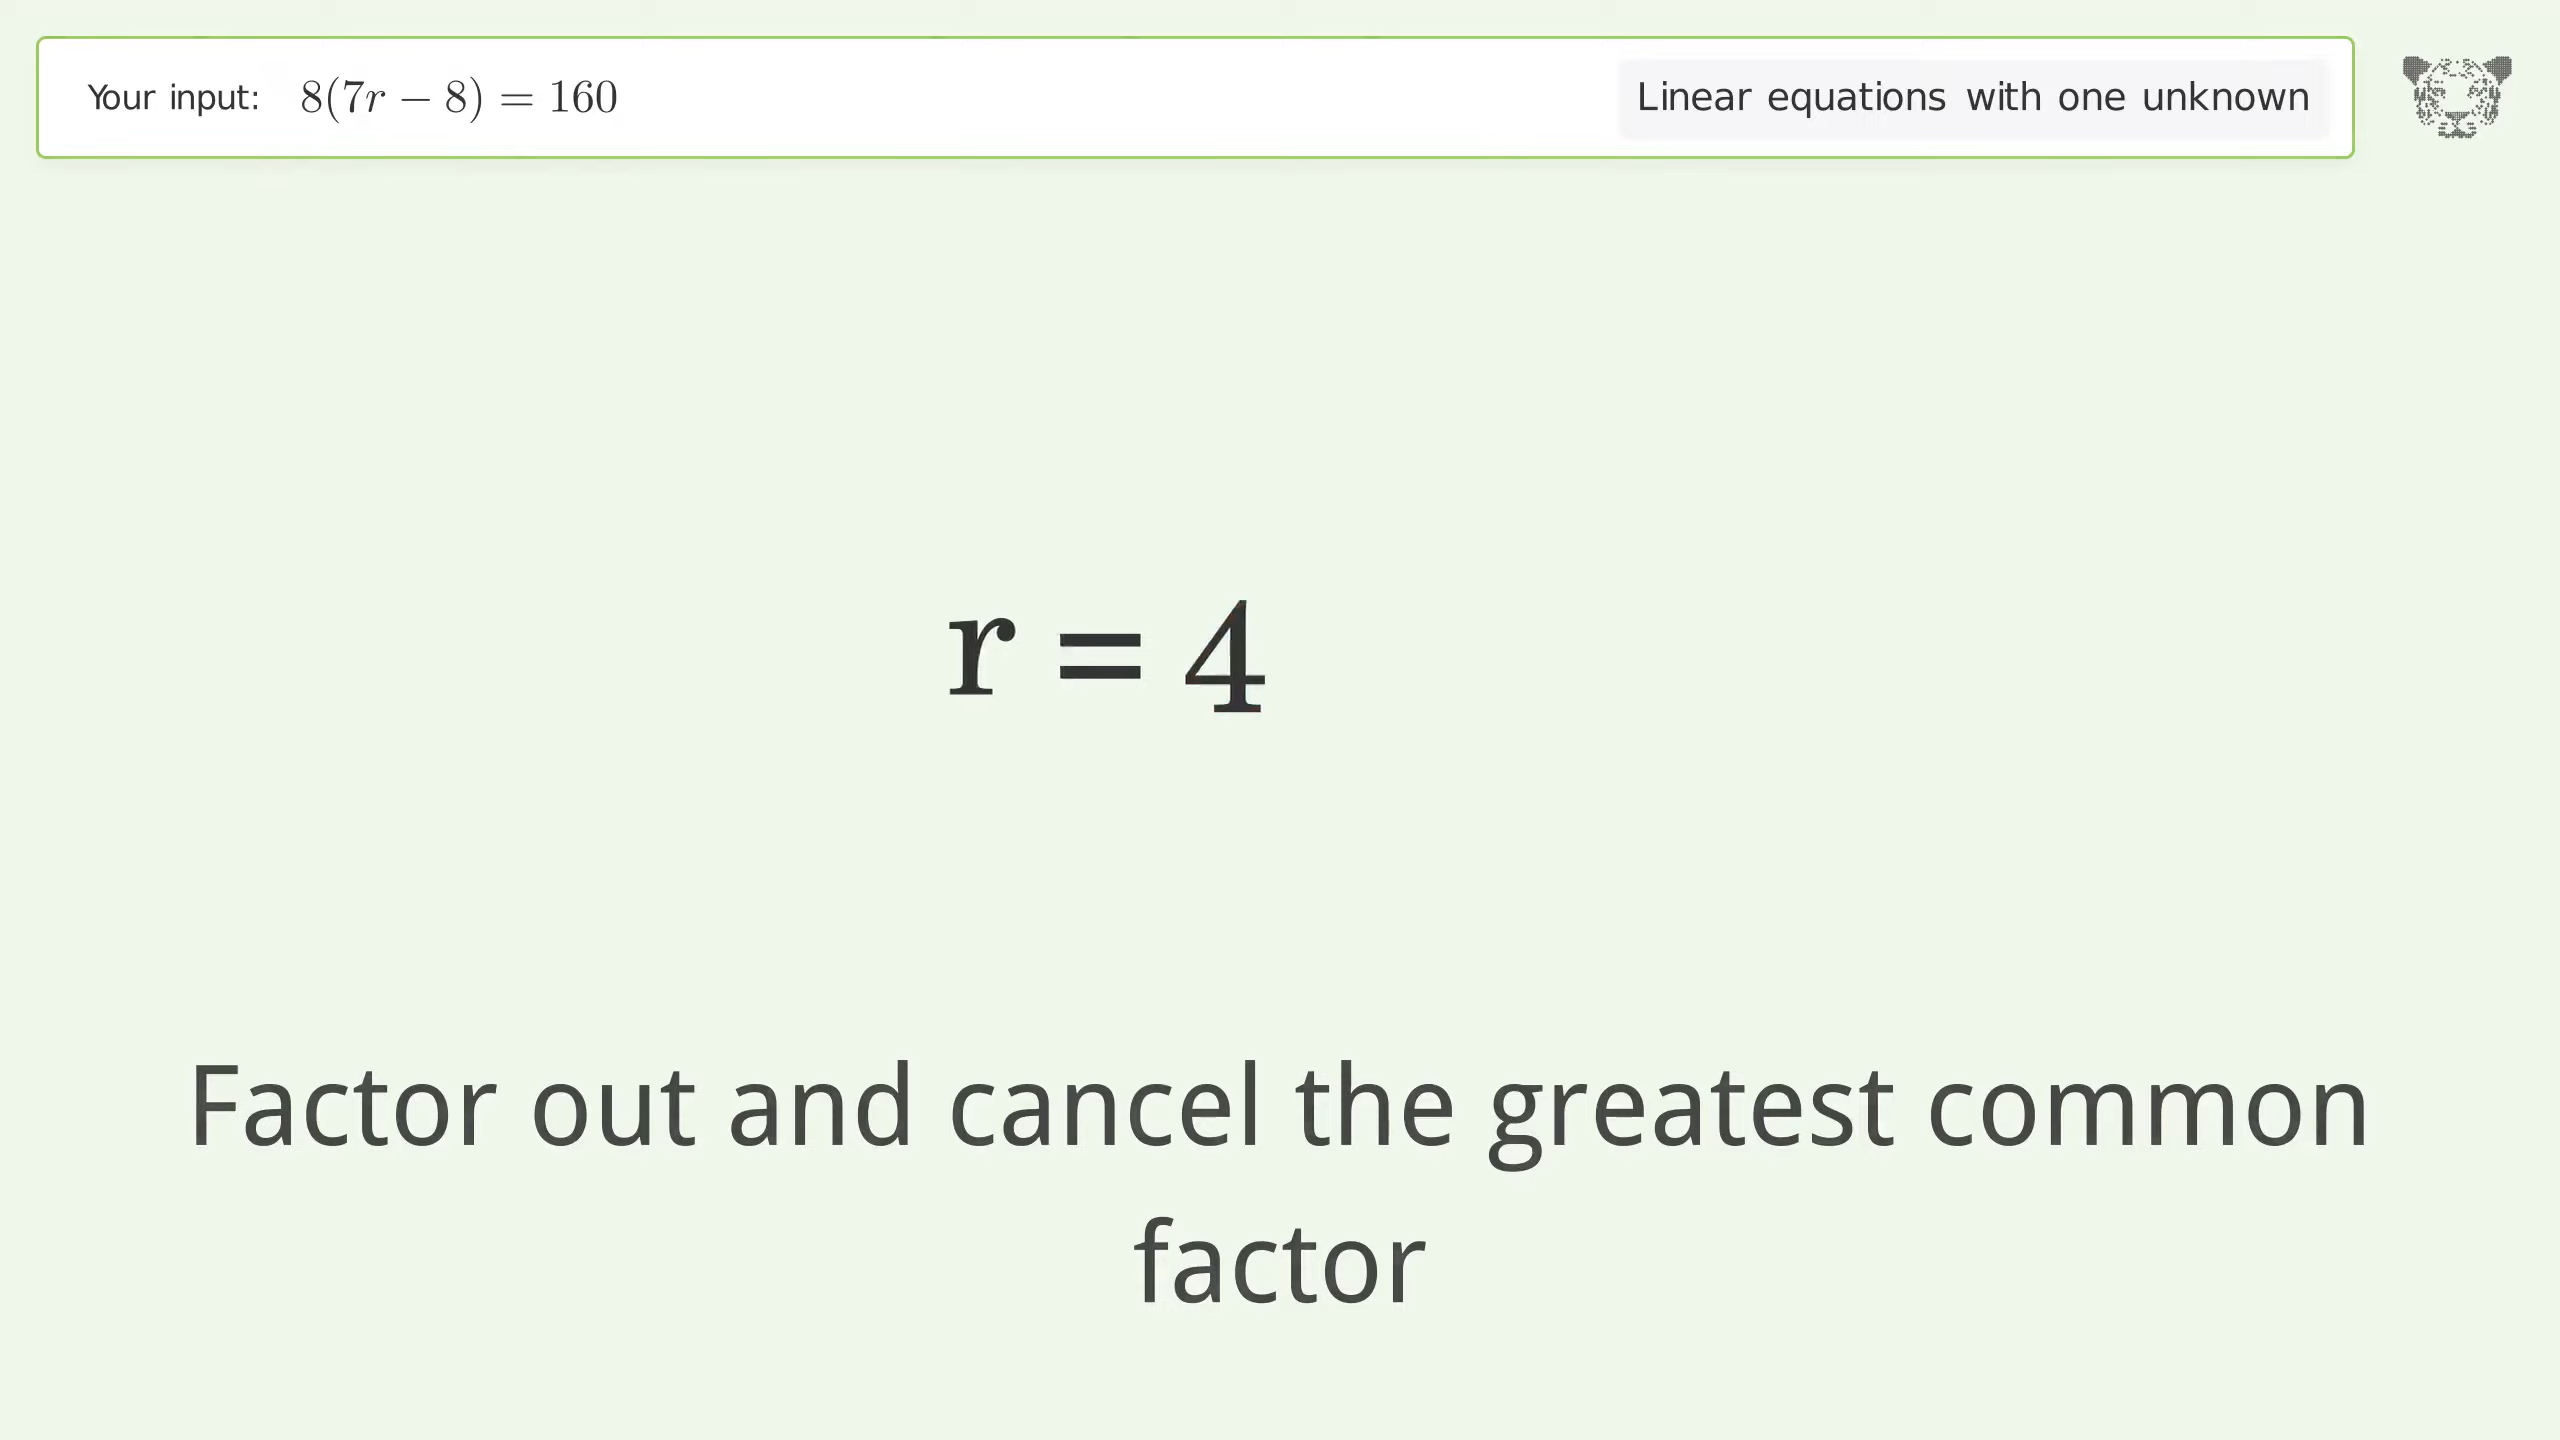 Your input: 8(7r − 8) = 160 Linear equations with one unknown
r = 4
Factor out and cancel the greatest common
factor